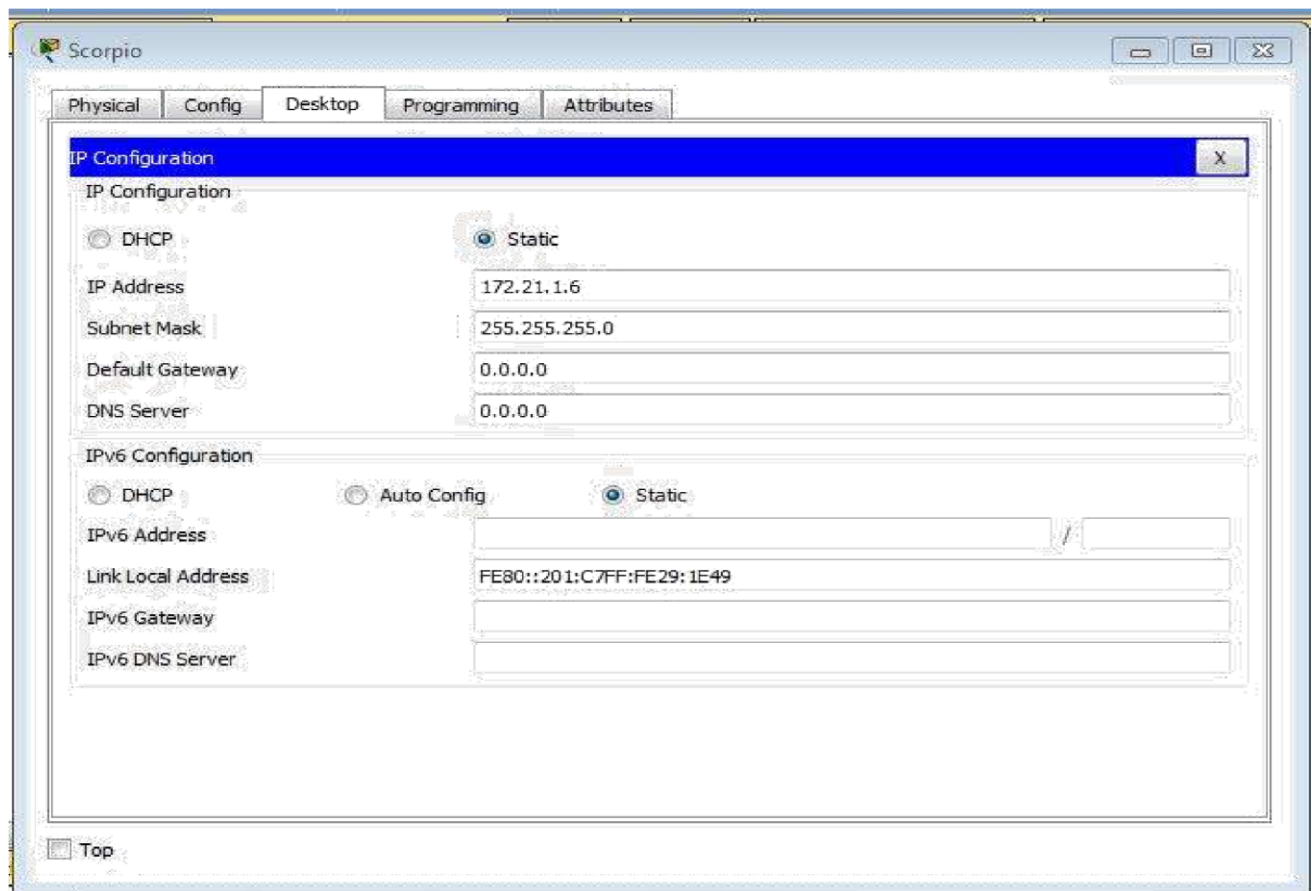 Scorpio
Physical Config Desktop Programming Attributes
IP Configuration X
IP Configuration
DHCP Static
IP Address 172.21.1.6
Subnet Mask 255.255.255.0
Default Gateway 0.0.0.0
DNS Server 0.0.0.0
IPv6 Configuration
DHCP Auto Config Static
IPv6 Address /
Link Local Address FE80::201:C7FF:FE29:1E49
IPv6 Gateway
IPv6 DNS Server
Top